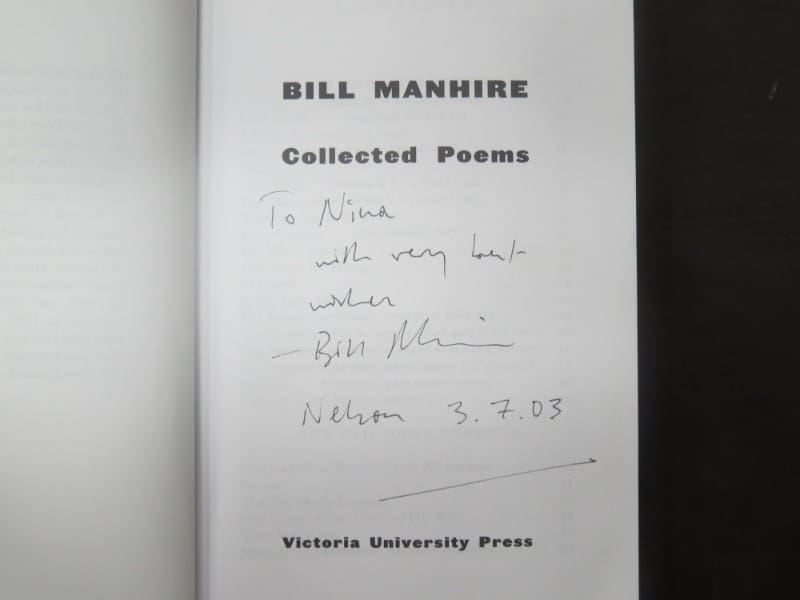 BILL MANHIRE
Collected Poems
To Nina
with very best
wishes
— Bill Manhire
Nelson 3.7.03
Victoria University Press